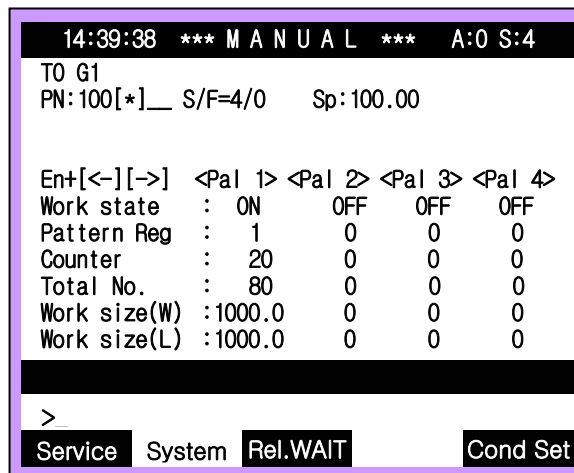 14:39:38 *** M A N U A L *** A:0 S:4
T0 G1
PN:100[*]__ S/F=4/0 Sp:100.00
En+[<-][->] <Pal 1> <Pal 2> <Pal 3> <Pal 4>
Work state : ON OFF OFF OFF
Pattern Reg : 1 0 0 0
Counter : 20 0 0 0
Total No. : 80 0 0 0
Work size(W) :1000.0 0 0 0
Work size(L) :1000.0 0 0 0
>_
Service System Rel.WAIT Cond Set